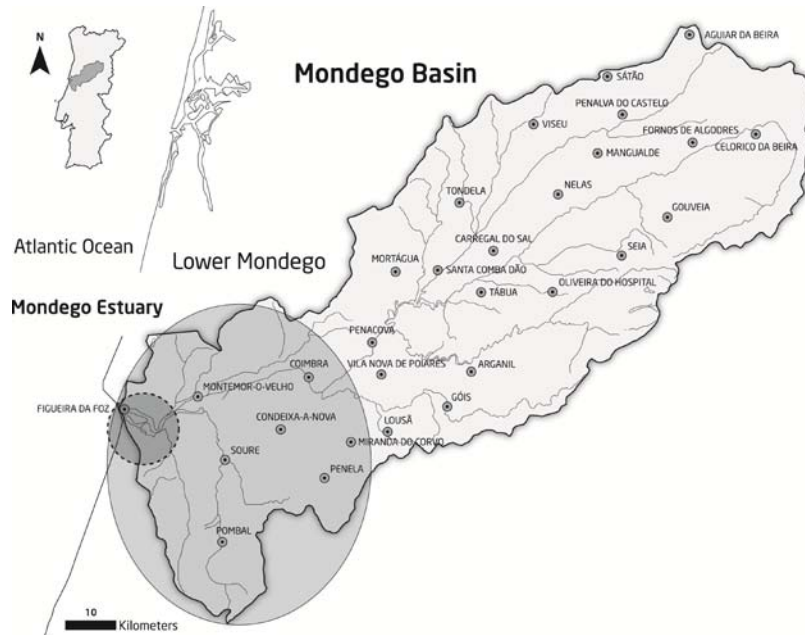 N
Mondego Basin
AGUIAR DA BEIRA
SÁTÃO
PENALVA DO CASTELO
VISEU
FORNOS DE ALGODRES
CELORICO DA BEIRA
MANGUALDE
TONDELA
NELAS
GOUVEIA
Atlantic Ocean
Lower Mondego
CARREGAL DO SAL
SEIA
MORTÁGUA
SANTA COMBA DÃO
TÁBUA
OLIVEIRA DO HOSPITAL
Mondego Estuary
PENACOVA
COIMBRA
VILA NOVA DE POIARES
ARGANIL
MONTEMOR-O-VELHO
FIGUEIRA DA FOZ
GÓIS
CONDEIXA-A-NOVA
LOUSÃ
MIRANDA DO CORVO
SOURE
PENELA
POMBAL
10
Kilometers